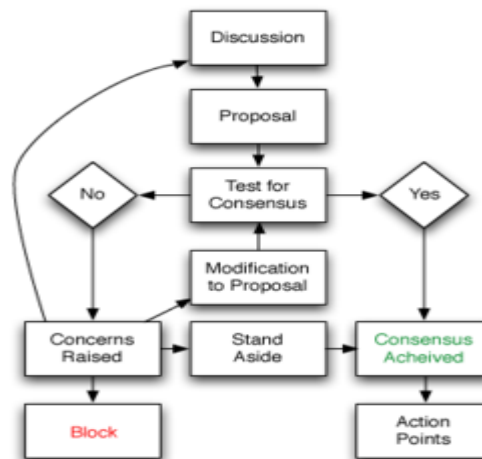 Discussion
Proposal
No
Test for
Consensus
Yes
Modification
to Proposal
Concerns
Raised
Stand
Aside
Consensus
Acheived
Block
Action
Points